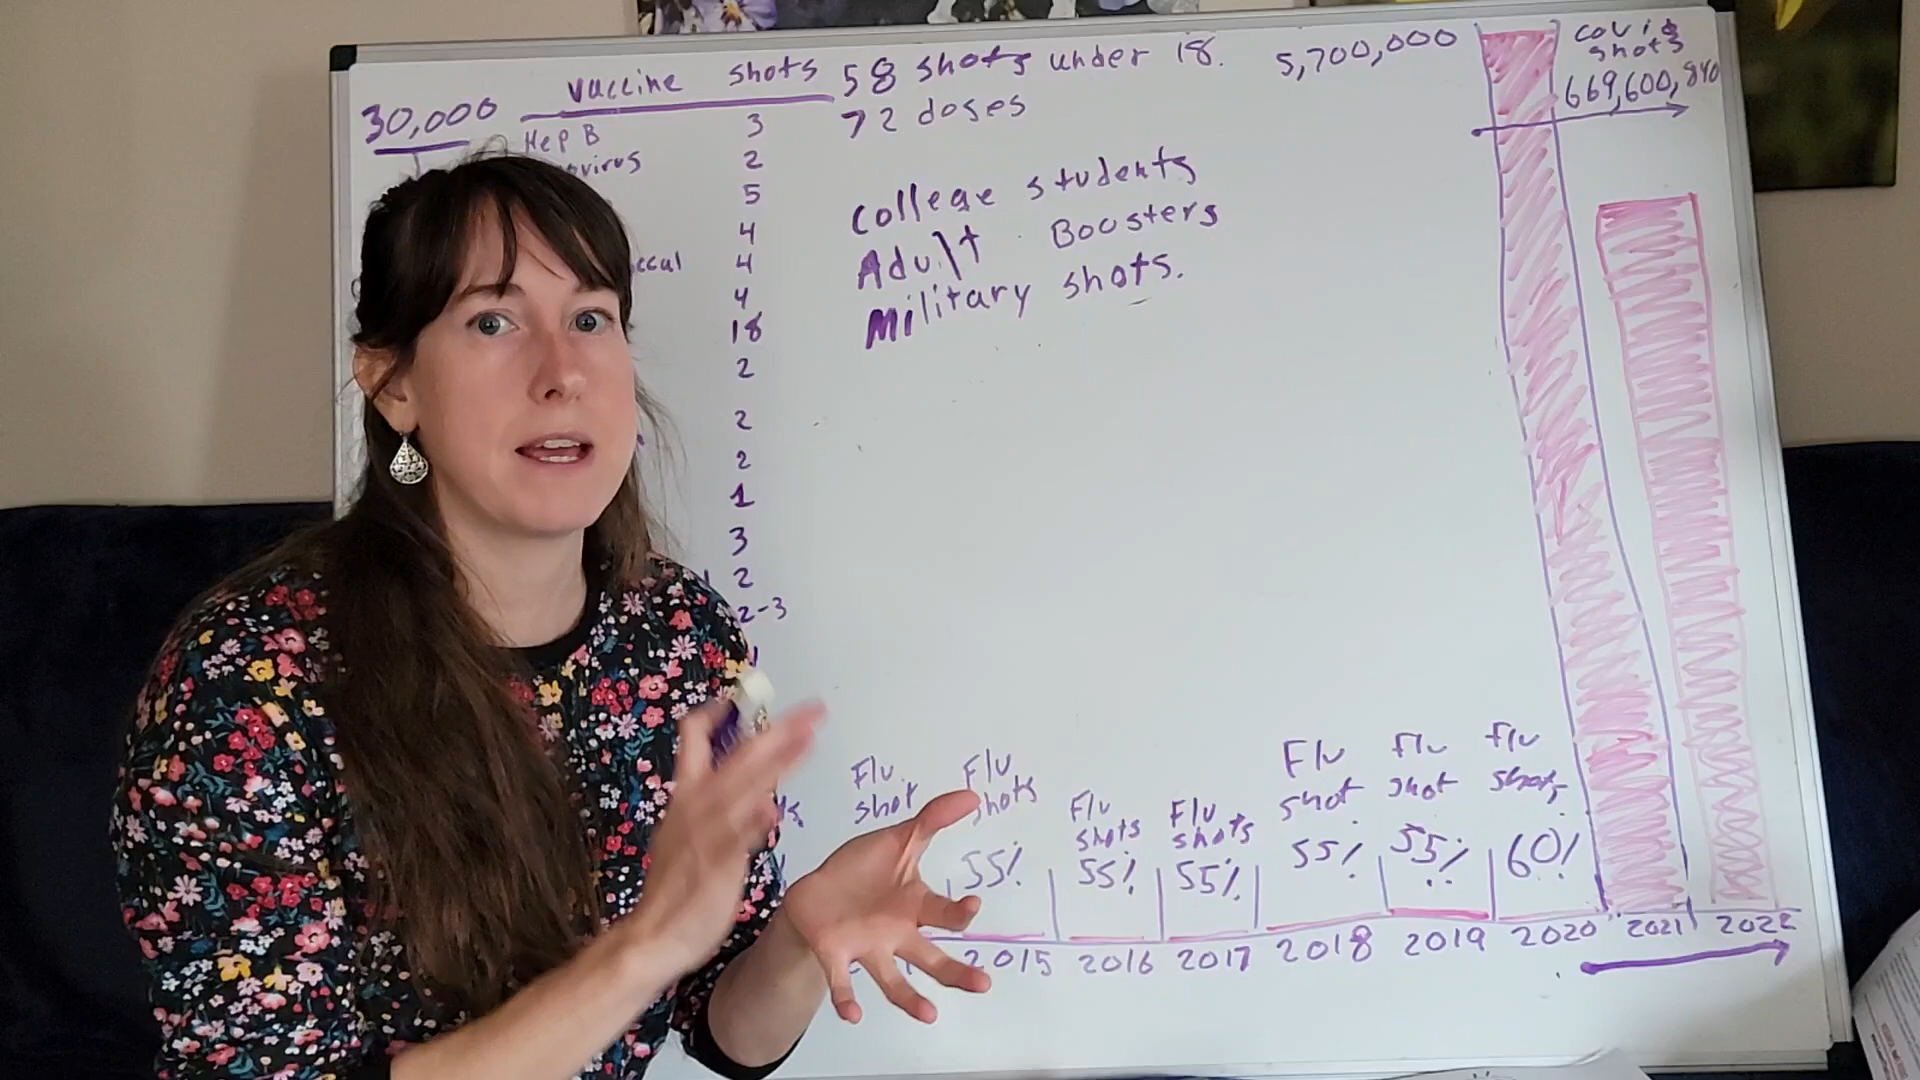 vaccine shots
30,000
58 shots under 18.
72 doses
5,700,000
covid
shots
669,600,840
Hep B 3
2
5
4
4
4
18
2
2
2
1
3
2
2-3
1
College students
Adult Boosters
Military shots.
Flu
shot
Flu
shots
55%
Flu
shots
55%
Flu
shots
55%
Flu
shot
55%
Flu
shot
55%
Flu
shots
60%
2015 2016 2017 2018 2019 2020 2021 2022